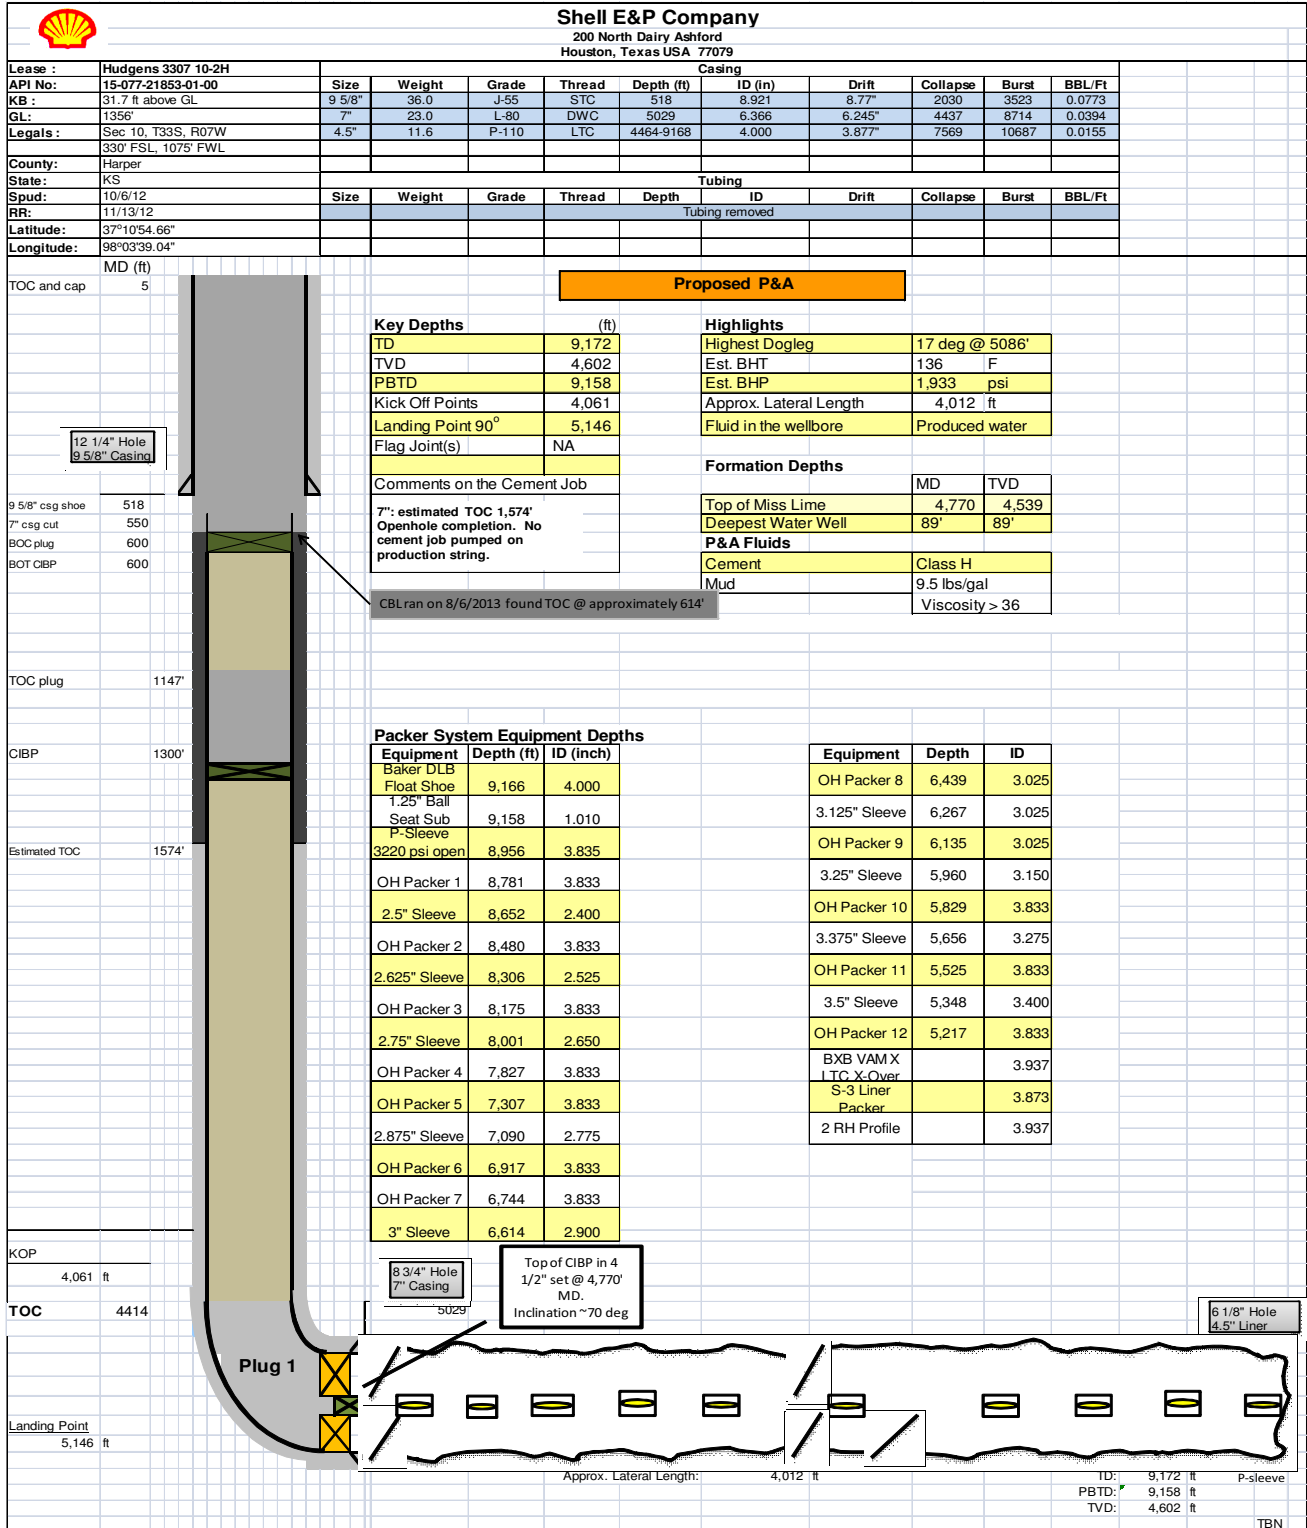 Shell E&P Company
200 North Dairy Ashford
Houston, Texas USA 77079
Lease : Hudgens 3307 10-2H Casing
API No: 15-077-21853-01-00 Size Weight Grade Thread Depth (ft) ID (in) Drift Collapse Burst BBL/Ft
KB : 31.7 ft above GL 9 5/8" 36.0 J-55 STC 518 8.921 8.77" 2030 3523 0.0773
GL: 1356' 7" 23.0 L-80 DWC 5029 6.366 6.245" 4437 8714 0.0394
Legals : Sec 10, T33S, R07W 4.5" 11.6 P-110 LTC 4464-9168 4.000 3.877" 7569 10687 0.0155
330' FSL, 1075' FWL
County: Harper
State: KS Tubing
Spud: 10/6/12 Size Weight Grade Thread Depth ID Drift Collapse Burst BBL/Ft
RR: 11/13/12 Tubing removed
Latitude: 37º10'54.66"
Longitude: 98º03'39.04"
MD (ft)
TOC and cap 5
Proposed P&A
Key Depths (ft)
TD 9,172
TVD 4,602
PBTD 9,158
Kick Off Points 4,061
Landing Point 90° 5,146
Flag Joint(s) NA
Comments on the Cement Job
7": estimated TOC 1,574'
Openhole completion. No
cement job pumped on
production string.
Highlights
Highest Dogleg 17 deg @ 5086'
Est. BHT 136 F
Est. BHP 1,933 psi
Approx. Lateral Length 4,012 ft
Fluid in the wellbore Produced water
Formation Depths
MD TVD
Top of Miss Lime 4,770 4,539
Deepest Water Well 89' 89'
P&A Fluids
Cement Class H
Mud 9.5 lbs/gal
Viscosity > 36
12 1/4" Hole
9 5/8" Casing
9 5/8" csg shoe 518
7" csg cut 550
BOC plug 600
BOT CIBP 600
CBL ran on 8/6/2013 found TOC @ approximately 614'
TOC plug 1147'
CIBP 1300'
Estimated TOC 1574'
Packer System Equipment Depths
Equipment Depth (ft) ID (inch)
Baker DLB
Float Shoe 9,166 4.000
1.25" Ball
Seat Sub 9,158 1.010
P-Sleeve
3220 psi open 8,956 3.835
OH Packer 1 8,781 3.833
2.5" Sleeve 8,652 2.400
OH Packer 2 8,480 3.833
2.625" Sleeve 8,306 2.525
OH Packer 3 8,175 3.833
2.75" Sleeve 8,001 2.650
OH Packer 4 7,827 3.833
OH Packer 5 7,307 3.833
2.875" Sleeve 7,090 2.775
OH Packer 6 6,917 3.833
OH Packer 7 6,744 3.833
3" Sleeve 6,614 2.900
Equipment Depth ID
OH Packer 8 6,439 3.025
3.125" Sleeve 6,267 3.025
OH Packer 9 6,135 3.025
3.25" Sleeve 5,960 3.150
OH Packer 10 5,829 3.833
3.375" Sleeve 5,656 3.275
OH Packer 11 5,525 3.833
3.5" Sleeve 5,348 3.400
OH Packer 12 5,217 3.833
BXB VAM X
LTC X-Over 3.937
S-3 Liner
Packer 3.873
2 RH Profile 3.937
KOP
4,061 ft
TOC 4414
8 3/4" Hole
7" Casing
5029
Top of CIBP in 4
1/2" set @ 4,770'
MD.
Inclination ~70 deg
6 1/8" Hole
4.5" Liner
Plug 1
Landing Point
5,146 ft
Approx. Lateral Length: 4,012 ft
TD: 9,172 ft P-sleeve
PBTD: 9,158 ft
TVD: 4,602 ft
TBN